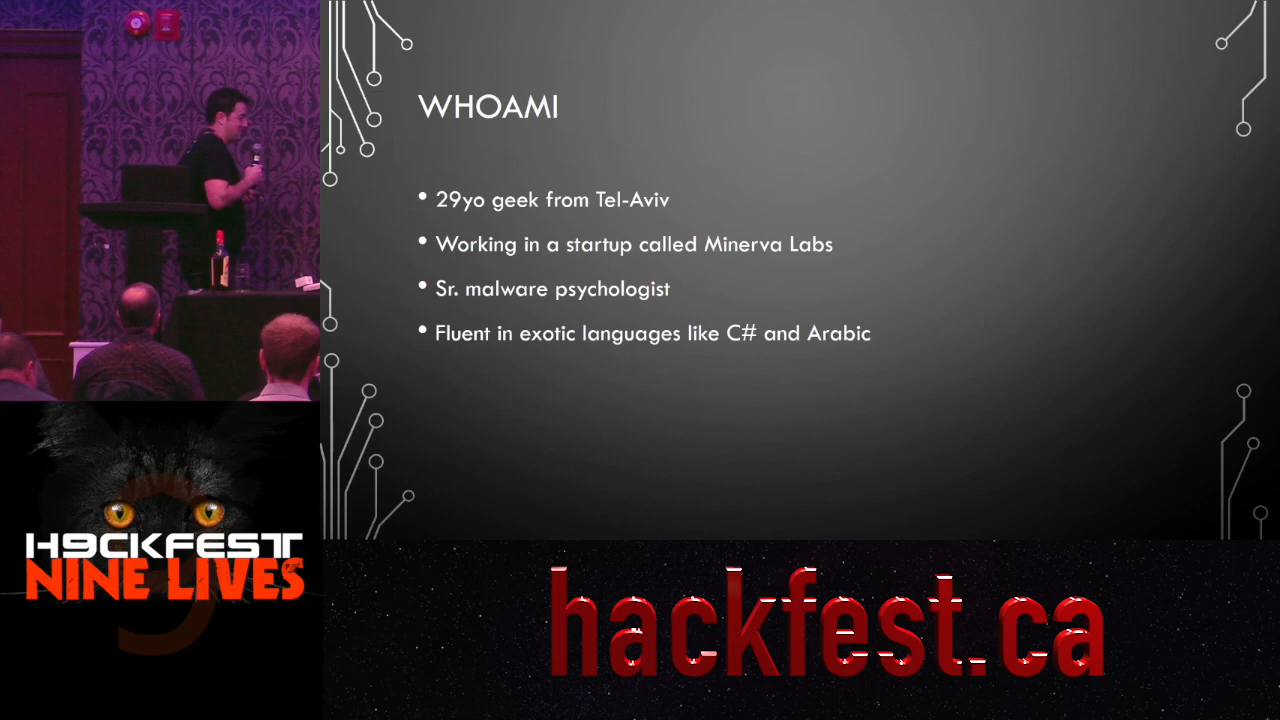 WHOAMI
• 29yo geek from Tel-Aviv
• Working in a startup called Minerva Labs
• Sr. malware psychologist
• Fluent in exotic languages like C# and Arabic
H9CKFEST
NINE LIVES
hackfest.ca